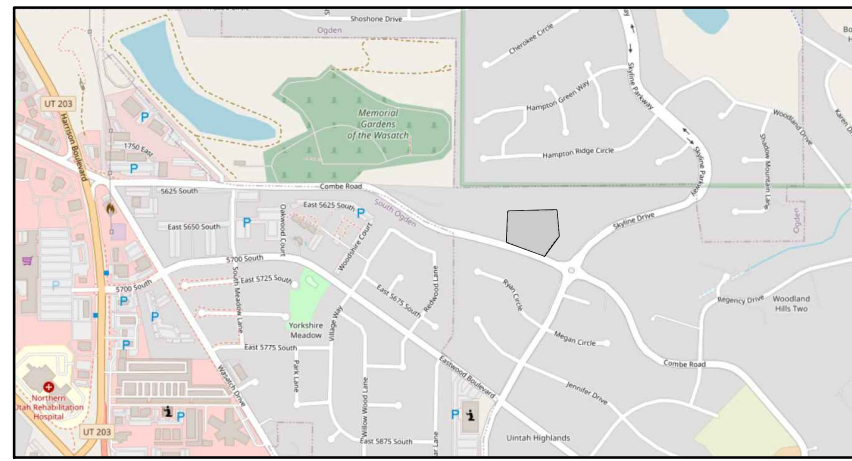 Shoshone Drive
Ogden
Cherokee Circle
Skyline Parkway
UT 203
Harrison Boulevard
P
Memorial
Gardens
of the Wasatch
Hampton Green Way
Woodland Drive
Karen D
1750 East
P
Hampton Ridge Circle
Skyline Parkway
Shadow Mountain Lane
Combe Road
5625 South
East 5625 South
P
South Ogden
Skyline Drive
Ogden
East 5650 South
Oakwood Court
Woodshire Court
5700 South
5700 South
P
P
P
P
South Meadow Lane
East 5725 South
East 5675 South
Redwood Lane
Ryan Circle
Regency Drive
Woodland
Hills Two
Yorkshire
Meadow
Village Way
East 5775 South
Megan Circle
Combe Road
Wasatch Drive
Park Lane
Willow Wood Lane
Eastwood Boulevard
Jennifer Drive
Northern
Utah Rehabilitation
Hospital
P
P
UT 203
East 5875 South
Lane
Uintah Highlands